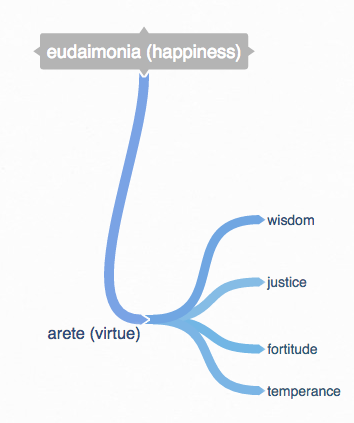 eudaimonia (happiness)
wisdom
justice
arete (virtue)
fortitude
temperance